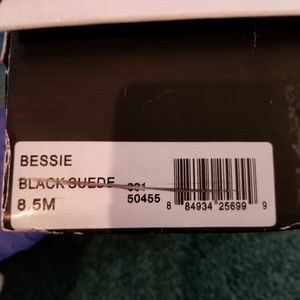 BESSIE
BLACK SUEDE 001
50455
8.5M
8 84934 25699 9